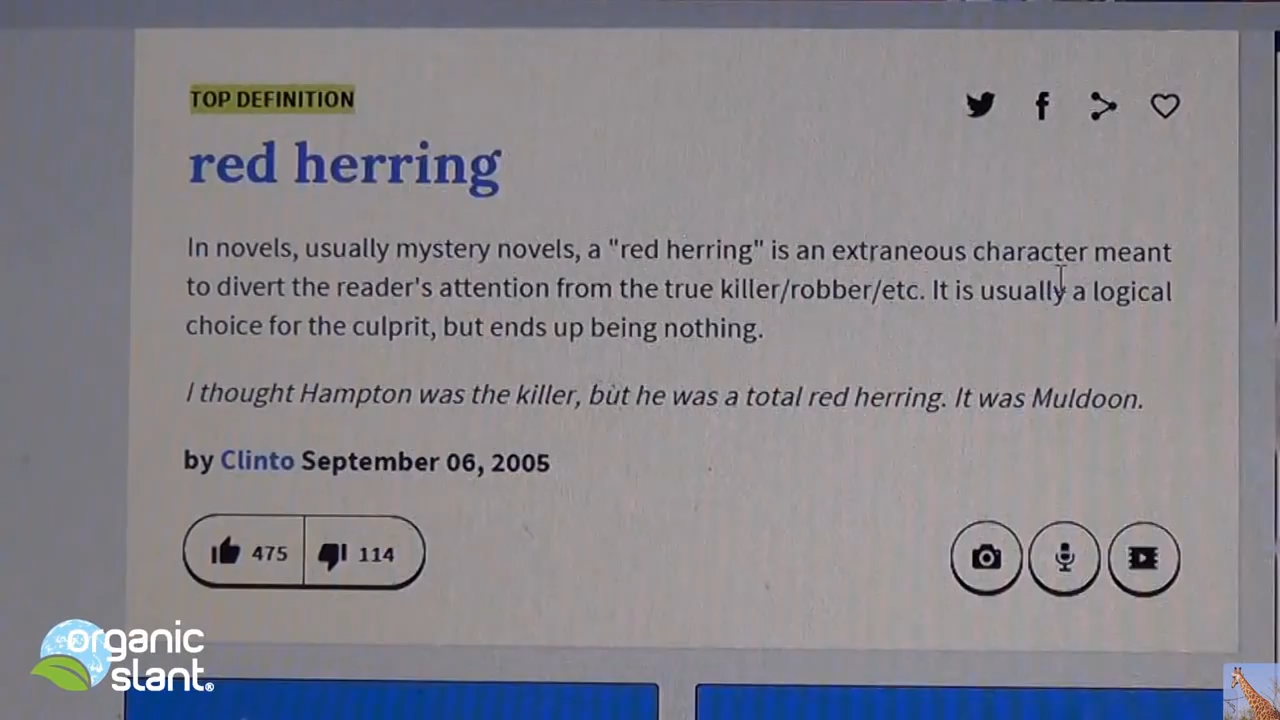 TOP DEFINITION
red herring
In novels, usually mystery novels, a "red herring" is an extraneous character meant
to divert the reader's attention from the true killer/robber/etc. It is usually a logical
choice for the culprit, but ends up being nothing.
I thought Hampton was the killer, but he was a total red herring. It was Muldoon.
by Clinto September 06, 2005
475 114
organic
slant®